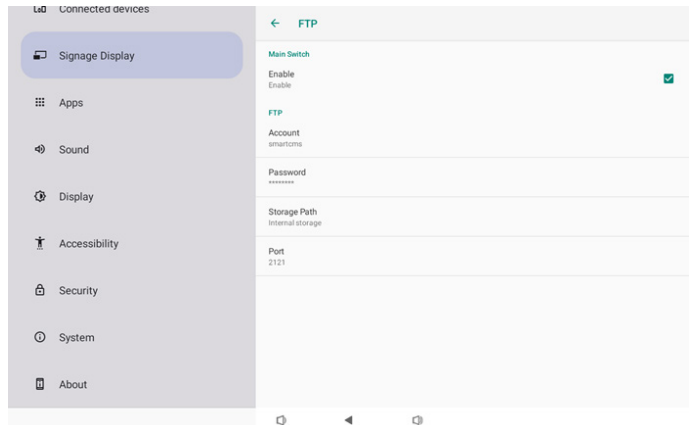 Connected devices
Signage Display
Apps
Sound
Display
Accessibility
Security
System
About
FTP
Main Switch
Enable
Enable
FTP
Account
smartcms
Password
********
Storage Path
Internal storage
Port
2121